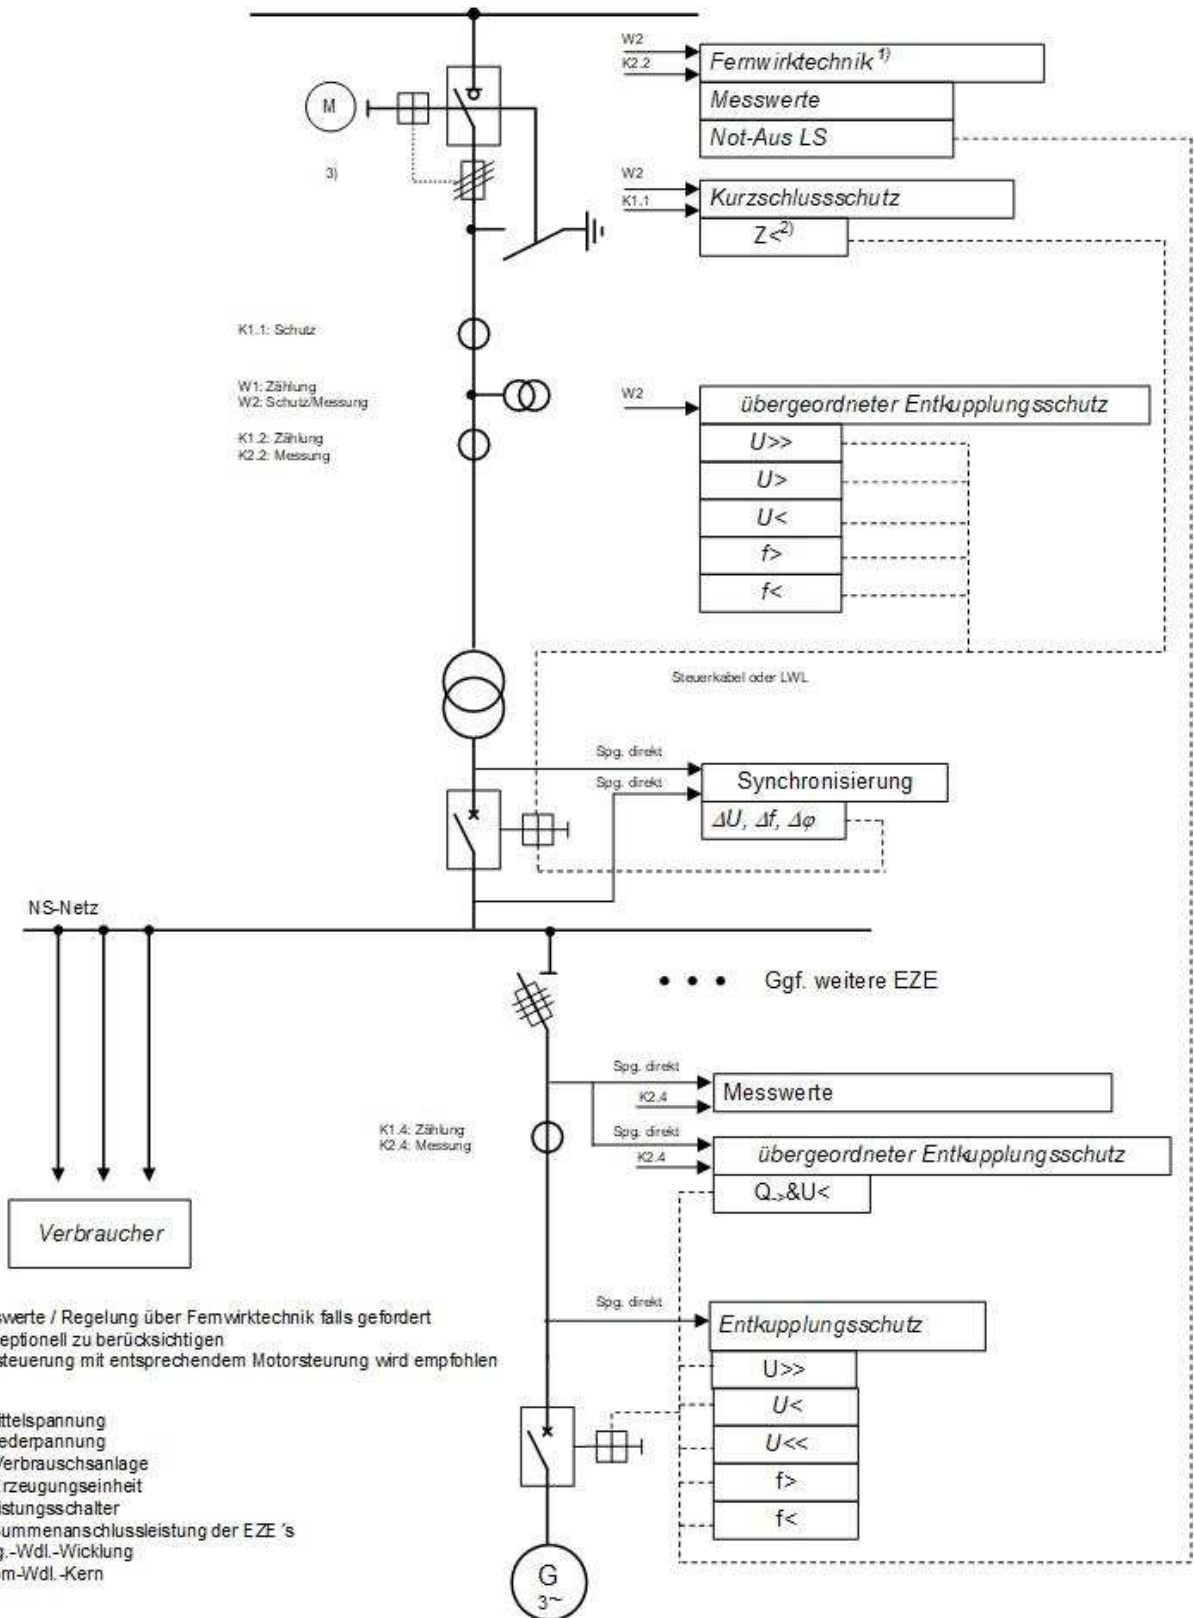 W2
K2.2
Fernwirktechnik 1)
Messwerte
Not-Aus LS
M
3)
W2
K1.1
Kurzschlussschutz
Z<2)
K1.1: Schutz
W1: Zählung
W2: Schutz/Messung
K1.2: Zählung
K2.2: Messung
W2
übergeordneter Entkupplungsschutz
U>>
U>
U<
f>
f<
Steuerkabel oder LWL
Spg. direkt
Spg. direkt
Synchronisierung
ΔU, Δf, Δφ
NS-Netz
Ggf. weitere EZE
Spg. direkt
K2.4
Messwerte
K1.4: Zählung
K2.4: Messung
Spg. direkt
K2.4
übergeordneter Entkupplungsschutz
Q->&U<
Verbraucher
Spg. direkt
Entkupplungsschutz
U>>
U<
U<<
f>
f<
swerte / Regelung über Fernwirktechnik falls gefordert
eptionell zu berücksichtigen
steuerung mit entsprechendem Motorsteurung wird empfohlen
ttelspannung
ederpannung
Verbrauschsanlage
rzeugungseinheit
istungsschalter
ummenanschlussleistung der EZE ´s
g.-Wdl.-Wicklung
om-Wdl.-Kern
G
3~